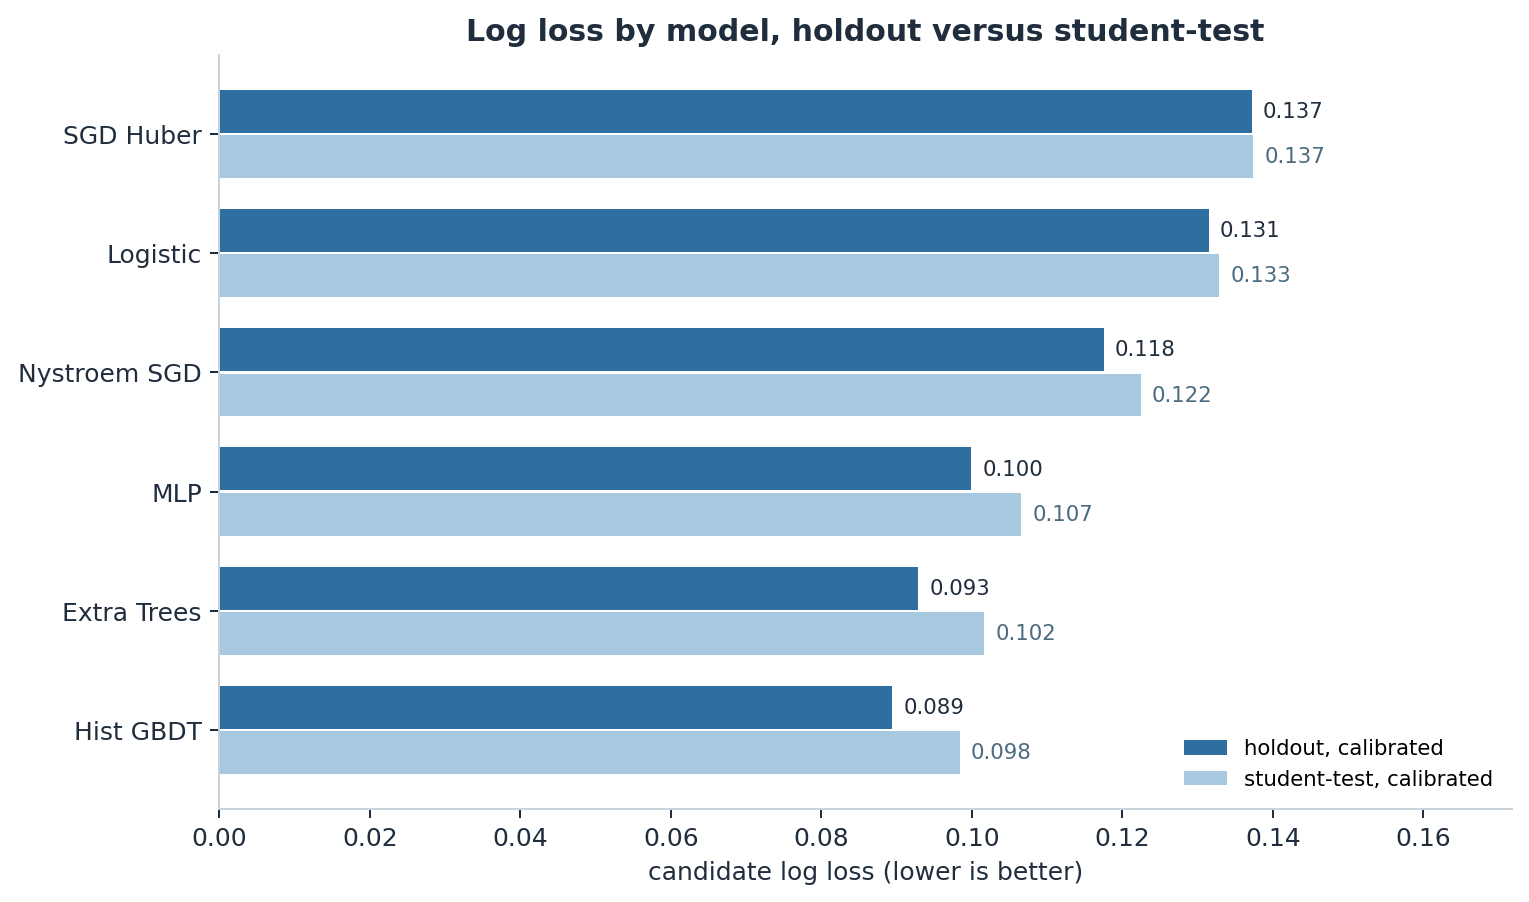 Log loss by model, holdout versus student-test
SGD Huber
0.137
0.137
Logistic
0.131
0.133
Nystroem SGD
0.118
0.122
MLP
0.100
0.107
Extra Trees
0.093
0.102
Hist GBDT
0.089
0.098
holdout, calibrated
student-test, calibrated
0.00 0.02 0.04 0.06 0.08 0.10 0.12 0.14 0.16
candidate log loss (lower is better)